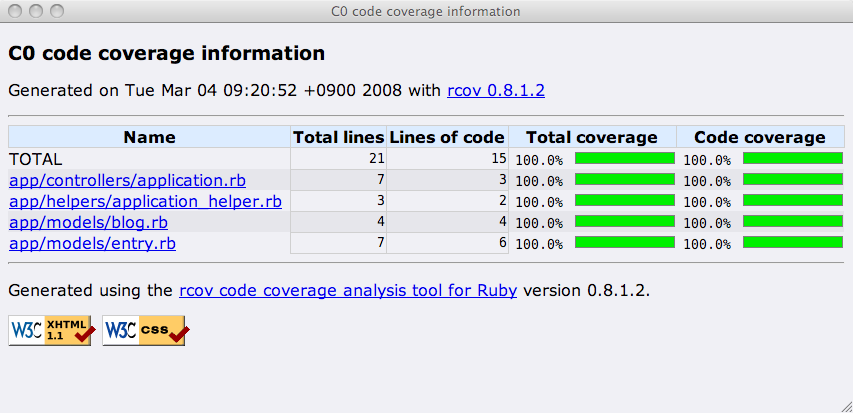 C0 code coverage information
C0 code coverage information
Generated on Tue Mar 04 09:20:52 +0900 2008 with rcov 0.8.1.2
Name Total lines Lines of code Total coverage Code coverage
TOTAL 21 15 100.0% 100.0%
app/controllers/application.rb 7 3 100.0% 100.0%
app/helpers/application_helper.rb 3 2 100.0% 100.0%
app/models/blog.rb 4 4 100.0% 100.0%
app/models/entry.rb 7 6 100.0% 100.0%
Generated using the rcov code coverage analysis tool for Ruby version 0.8.1.2.
W3C XHTML 1.1 W3C css